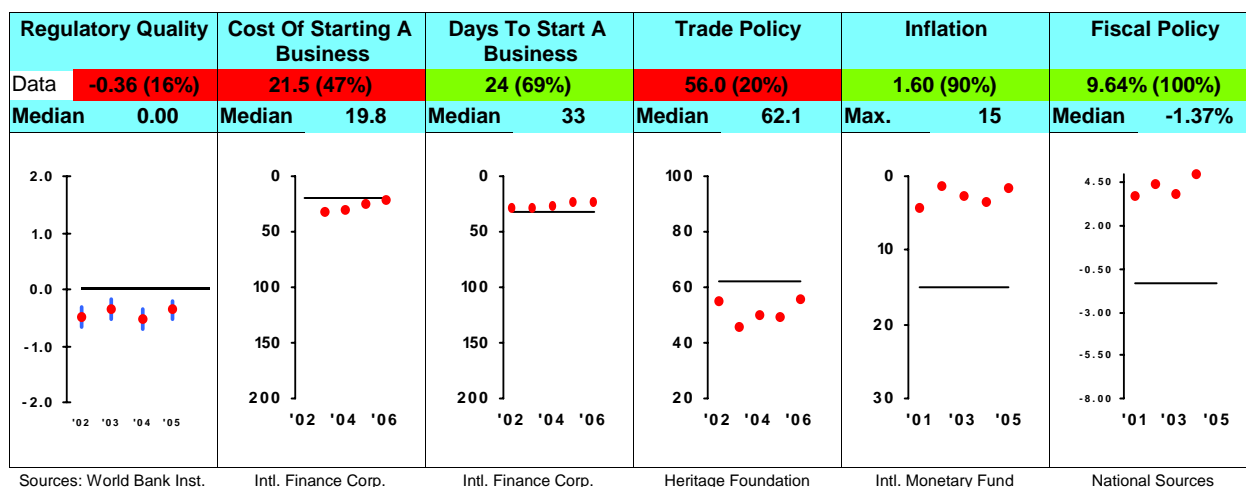 Regulatory Quality
Cost Of Starting A
Business
Days To Start A
Business
Trade Policy
Inflation
Fiscal Policy
Data -0.36 (16%) 21.5 (47%) 24 (69%) 56.0 (20%) 1.60 (90%) 9.64% (100%)
Median 0.00 Median 19.8 Median 33 Median 62.1 Max. 15 Median -1.37%
2.0
1.0
0.0
-1.0
-2.0
'02 '03 '04 '05
0
50
100
150
200
'02 '04 '06
0
50
100
150
200
'02 '04 '06
100
80
60
40
20
'02 '04 '06
0
10
20
30
'01 '03 '05
4.50
2.00
-0.50
-3.00
-5.50
-8.00
'01 '03 '05
Sources: World Bank Inst. Intl. Finance Corp. Intl. Finance Corp. Heritage Foundation Intl. Monetary Fund National Sources